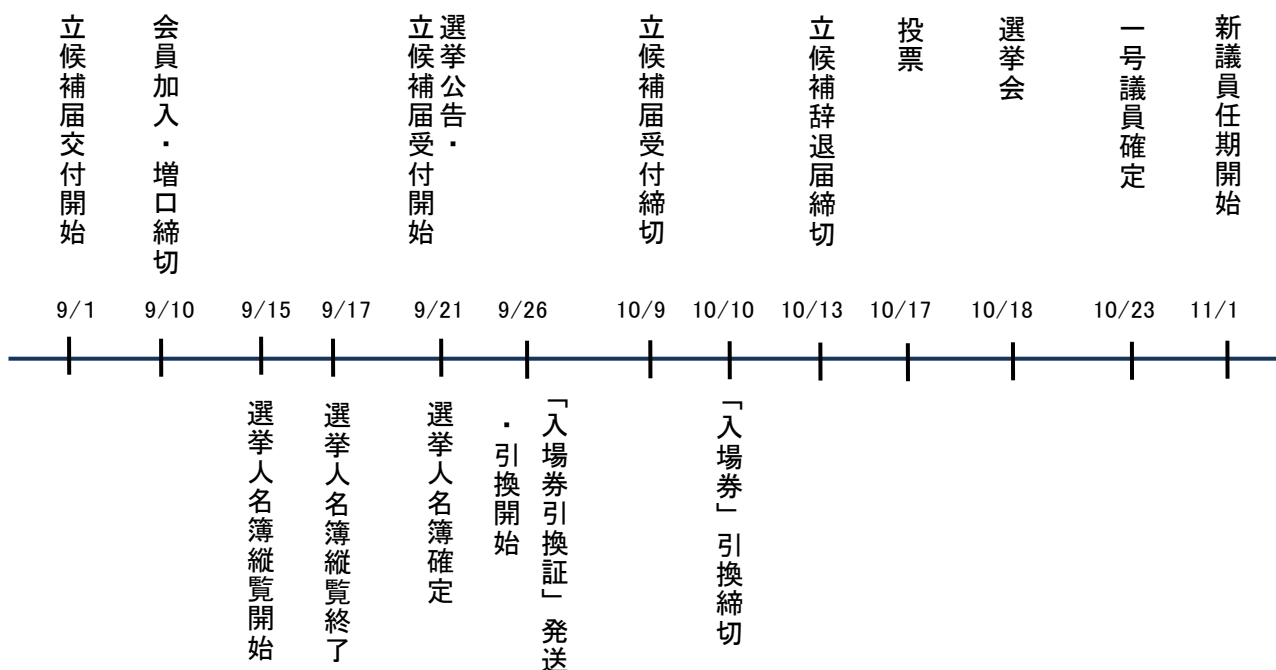 立候補届交付開始
会員加入・増口締切
選挙公告・
立候補届受付開始
立候補届受付締切
立候補辞退届締切
投票
選挙会
一号議員確定
新議員任期開始
9/1
9/10
9/15
9/17
9/21
9/26
10/9
10/10
10/13
10/17
10/18
10/23
11/1
選挙人名簿縦覧開始
選挙人名簿縦覧終了
選挙人名簿確定
「入場券引換証」発送
・引換開始
「入場券」引換締切